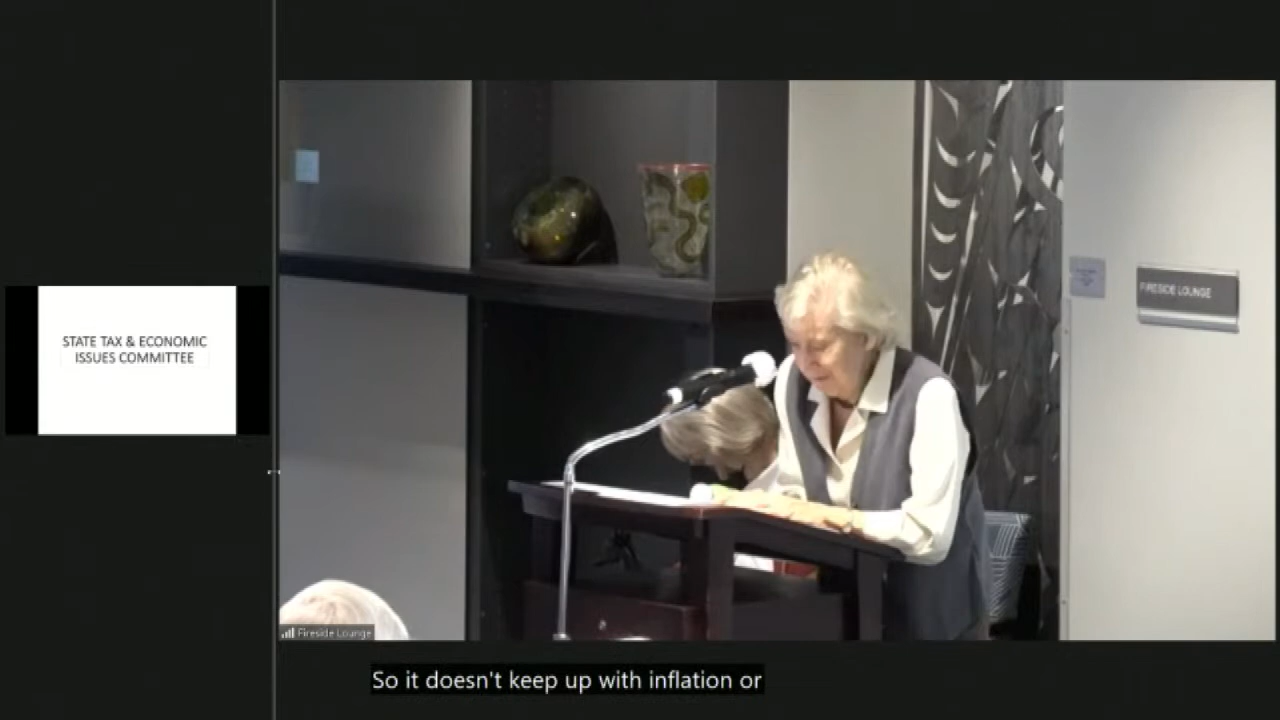 STATE TAX & ECONOMIC
ISSUES COMMITTEE
FIRESIDE LOUNGE
Fireside Lounge
So it doesn't keep up with inflation or